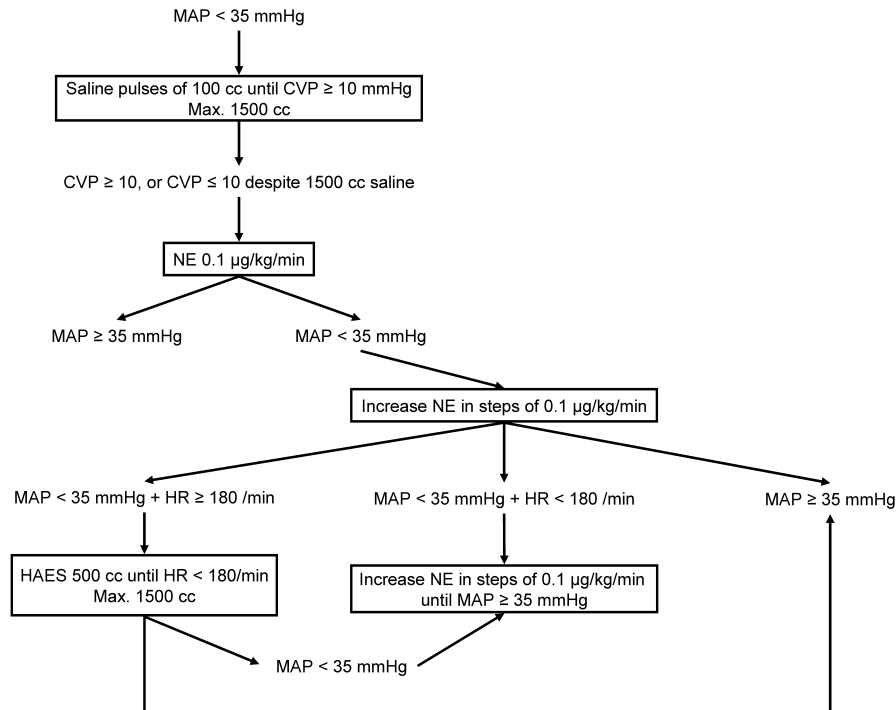 MAP < 35 mmHg
Saline pulses of 100 cc until CVP ≥ 10 mmHg
Max. 1500 cc
CVP ≥ 10, or CVP ≤ 10 despite 1500 cc saline
NE 0.1 µg/kg/min
MAP ≥ 35 mmHg
MAP < 35 mmHg
Increase NE in steps of 0.1 µg/kg/min
MAP < 35 mmHg + HR ≥ 180 /min
MAP < 35 mmHg + HR < 180 /min
MAP ≥ 35 mmHg
HAES 500 cc until HR < 180/min
Max. 1500 cc
Increase NE in steps of 0.1 µg/kg/min
until MAP ≥ 35 mmHg
MAP < 35 mmHg